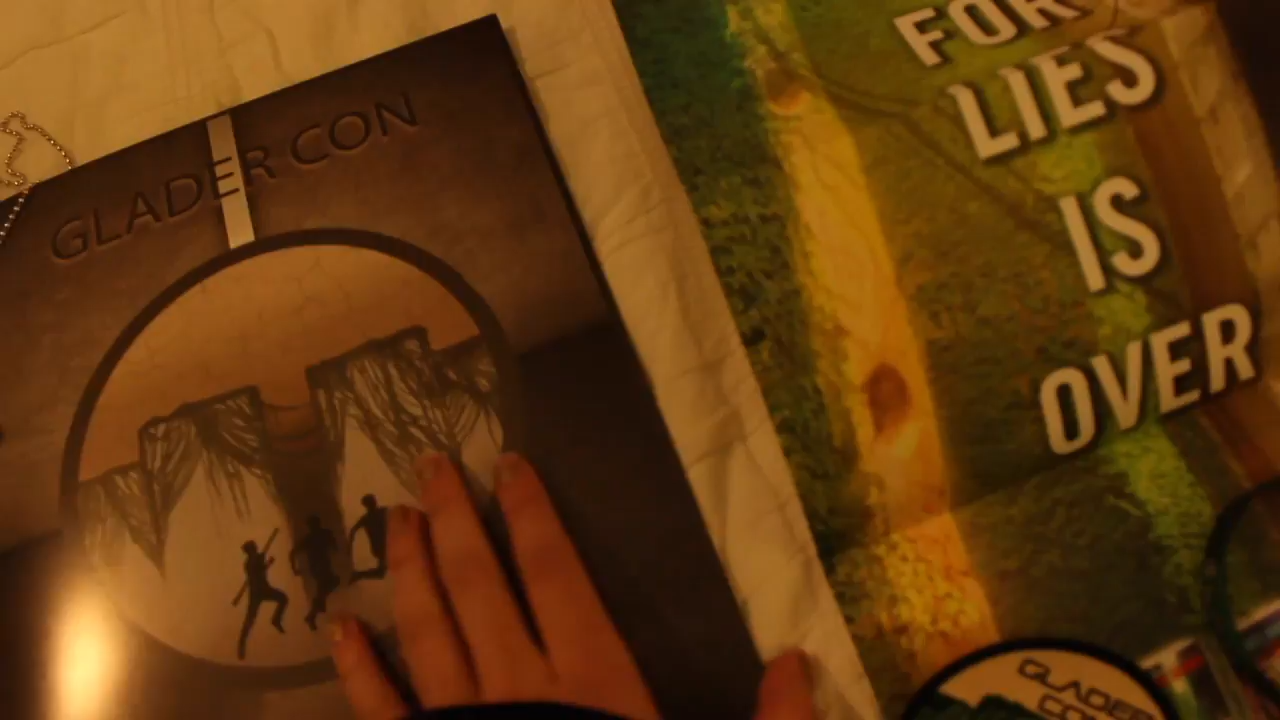 GLADER CON
FOR
LIES
IS
OVER
GLADER
CON